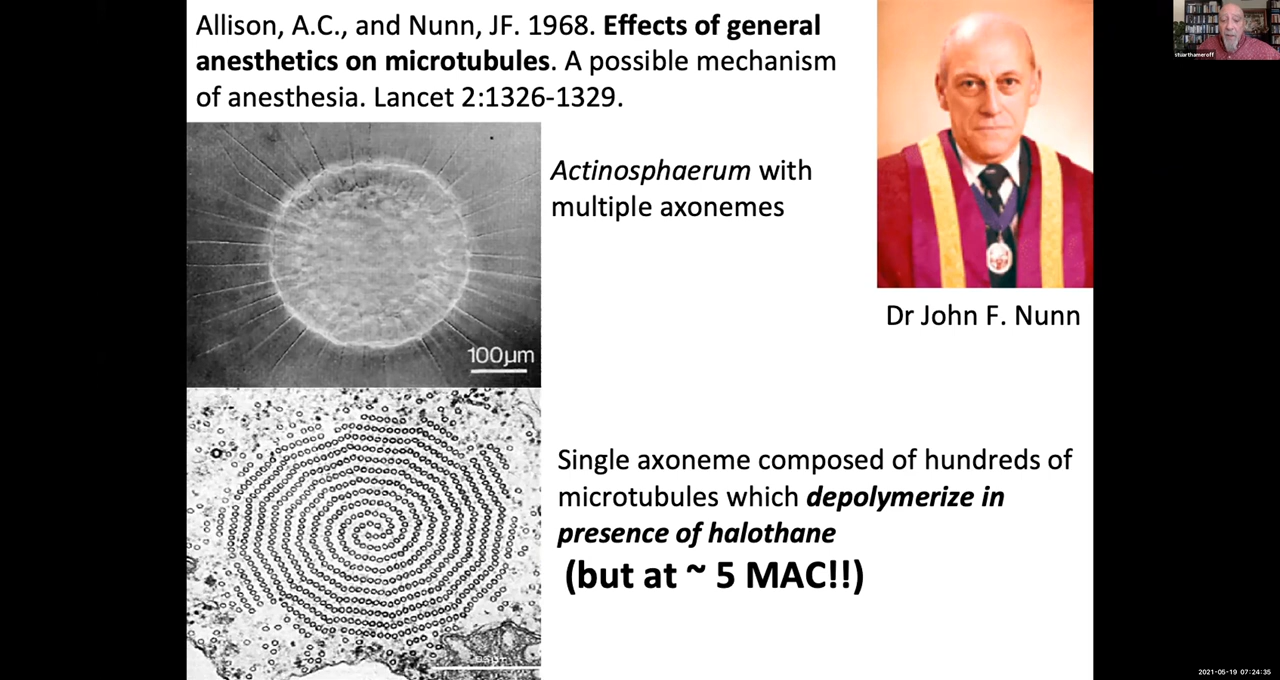 Allison, A.C., and Nunn, JF. 1968. Effects of general
anesthetics on microtubules. A possible mechanism
of anesthesia. Lancet 2:1326-1329.
stuarthameroff
Actinosphaerum with
multiple axonemes
100µm
Dr John F. Nunn
Single axoneme composed of hundreds of
microtubules which depolymerize in
presence of halothane
(but at ~ 5 MAC!!)
2021-05-19 07:24:35